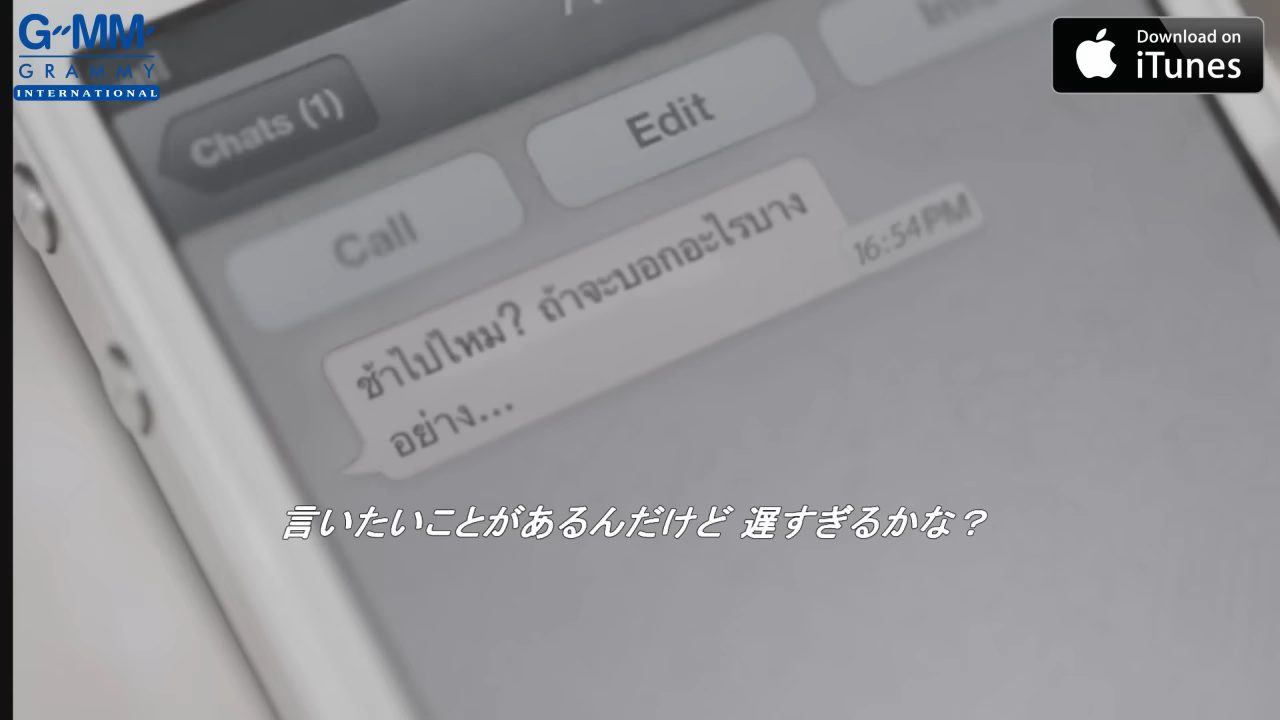 G"MM'
GRAMMY
INTERNATIONAL
Download on
iTunes
Chats (1)
Call
Edit
ช้าไปไหม? ถ้าจะบอกอะไรบาง
อย่าง...
16:54PM
言いたいことがあるんだけど 遅すぎるかな？